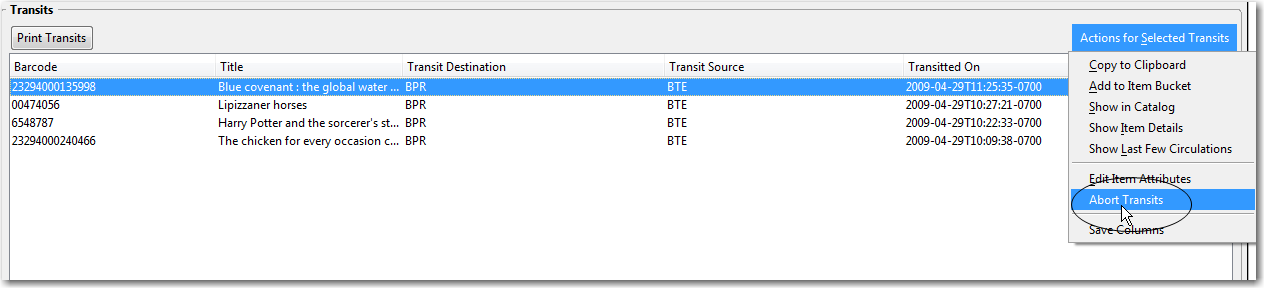 Transits
Print Transits
Actions for Selected Transits
Barcode Title Transit Destination Transit Source Transitted On
23294000135998 Blue covenant : the global water ... BPR BTE 2009-04-29T11:25:35-0700
00474056 Lipizzaner horses BPR BTE 2009-04-29T10:27:21-0700
6548787 Harry Potter and the sorcerer's st... BPR BTE 2009-04-29T10:22:33-0700
23294000240466 The chicken for every occasion c... BPR BTE 2009-04-29T10:09:38-0700
Copy to Clipboard
Add to Item Bucket
Show in Catalog
Show Item Details
Show Last Few Circulations
Edit Item Attributes
Abort Transits
Save Columns